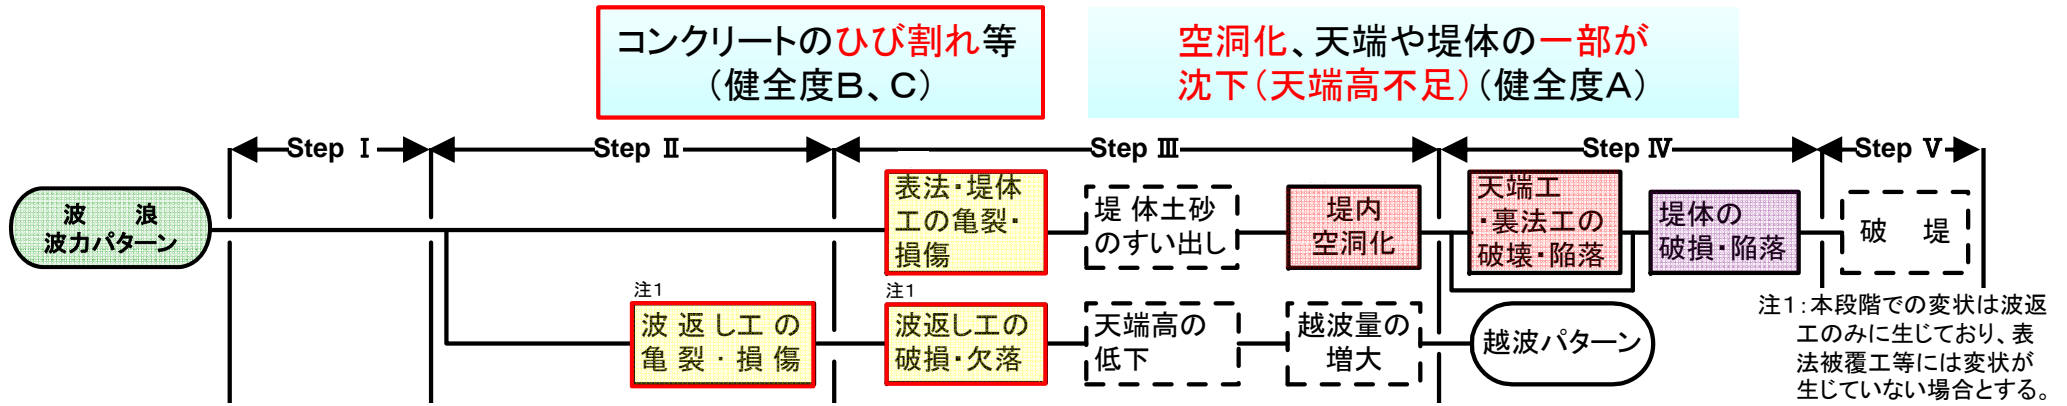 コンクリートのひび割れ等
(健全度B、C)
空洞化、天端や堤体の一部が
沈下(天端高不足)(健全度A)
Step Ⅰ
Step Ⅱ
Step Ⅲ
Step Ⅳ
Step Ⅴ
波 浪
波力パターン
表法・堤体
工の亀裂・
損傷
堤体土砂
のすい出し
堤内
空洞化
天端工
・裏法工の
破壊・陥落
堤体の
破損・陥落
破 堤
注1
波返し工の
亀裂・損傷
注1
波返し工の
破損・欠落
天端高の
低下
越波量の
増大
越波パターン
注1:本段階での変状は波返
工のみに生じており、表
法被覆工等には変状が
生じていない場合とする。